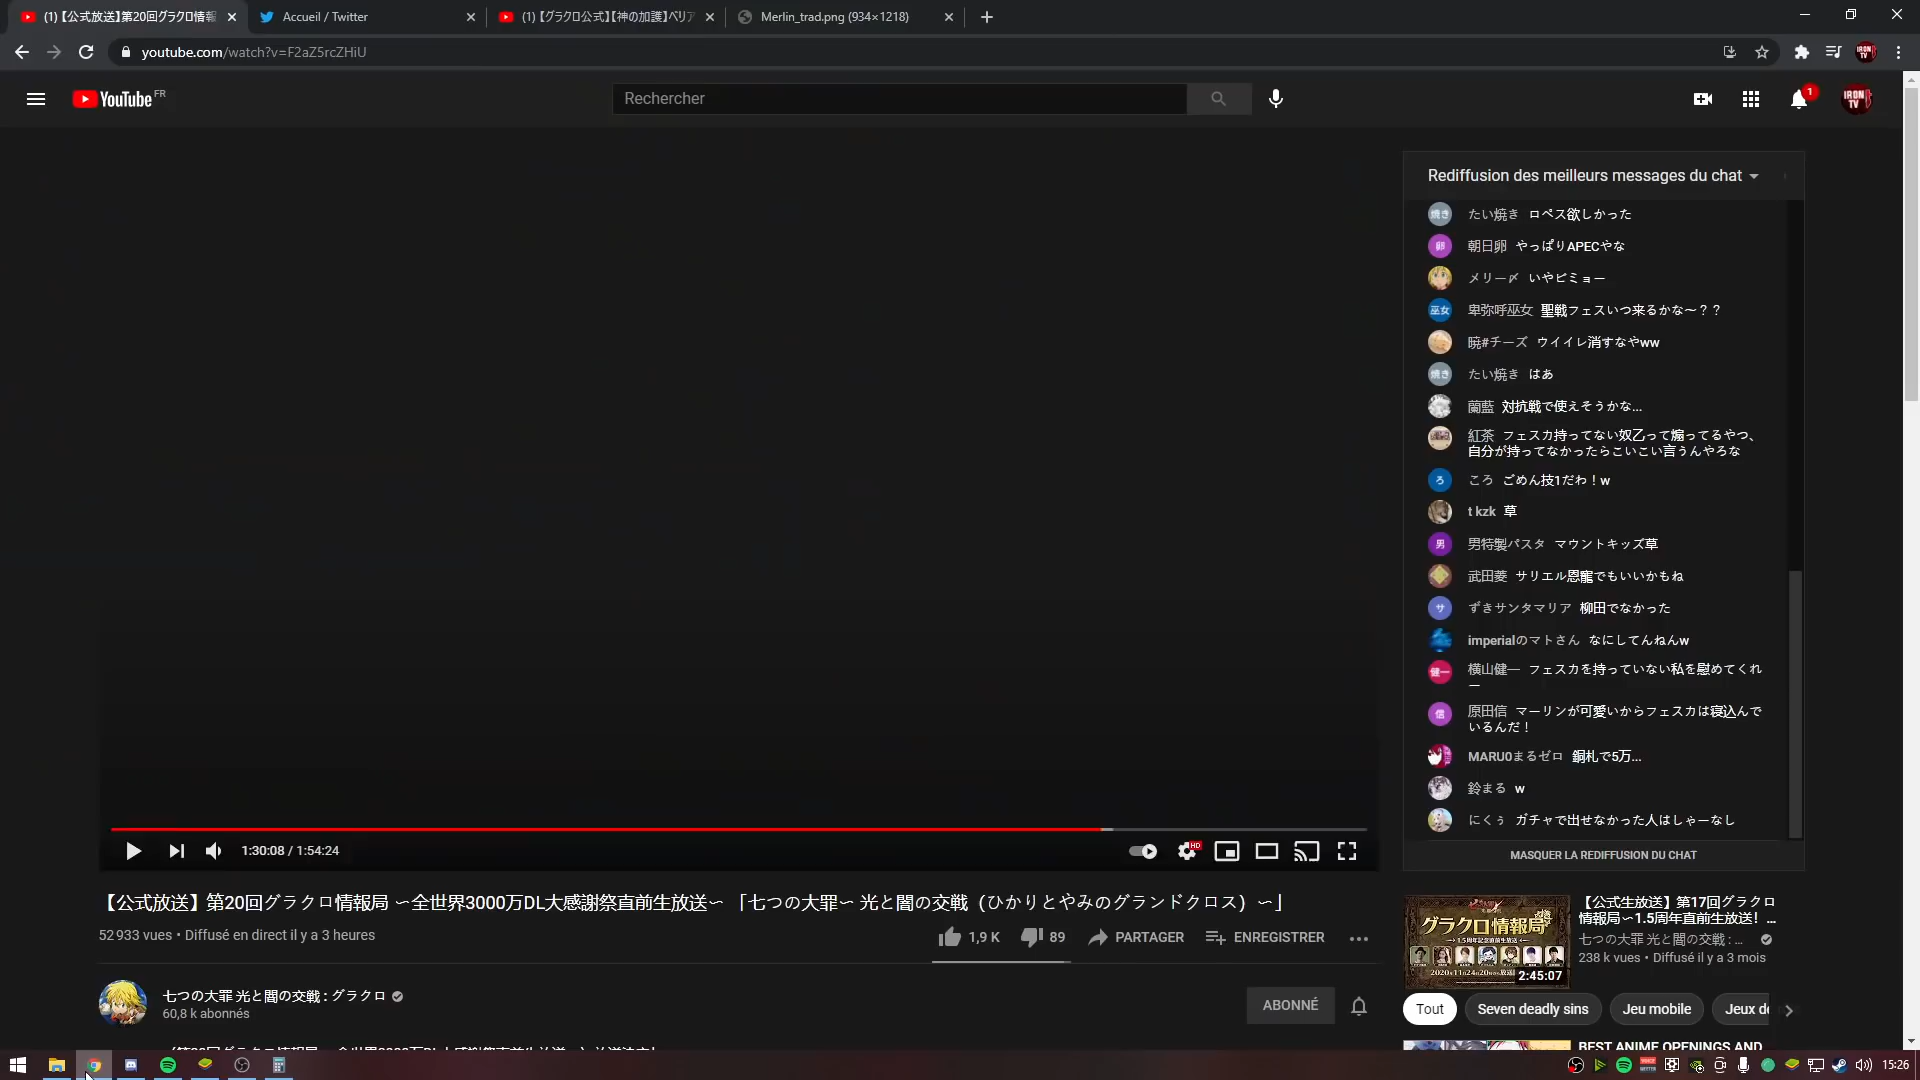 (1)【公式放送】第20回グラクロ情報
Accueil / Twitter
(1)【グラクロ公式】【神の加護】ベリア
Merlin_trad.png (934×1218)
youtube.com/watch?v=F2aZ5rcZHiU
YouTube FR
Rechercher
1
IRON TV
Rediffusion des meilleurs messages du chat
たい焼き ロペス欲しかった
朝日卵 やっぱりAPECやな
メリー〆 いやビミョー
卑弥呼巫女 聖戦フェスいつ来るかな〜？？
暁#チーズ ウイイレ消すなやww
たい焼き はあ
蘭藍 対抗戦で使えそうかな...
紅茶 フェスカ持ってない奴乙って煽ってるやつ、
自分が持ってなかったらこいこい言うんやろな
ころ ごめん技1だわ！w
t kzk 草
男特製パスタ マウントキッズ草
武田菱 サリエル恩寵でもいいかもね
ずきサンタマリア 柳田でなかった
imperialのマトさん なにしてんねんw
横山健一 フェスカを持っていない私を慰めてくれ
ー
原田信 マーリンが可愛いからフェスカは寝込んで
いるんだ！
MARU0まるゼロ 銅札で5万...
鈴まる w
にくぅ ガチャで出せなかった人はしゃーなし
MASQUER LA REDIFFUSION DU CHAT
1:30:08 / 1:54:24
HD
【公式放送】第20回グラクロ情報局 〜全世界3000万DL大感謝祭直前生放送〜 「七つの大罪〜 光と闇の交戦（ひかりとやみのグランドクロス）〜」
52 933 vues • Diffusé en direct il y a 3 heures
1,9 K
89
PARTAGER
ENREGISTRER
七つの大罪 光と闇の交戦 : グラクロ
60,8 k abonnés
ABONNÉ
グラクロ情報局
2:45:07
【公式生放送】第17回グラクロ
情報局〜1.5周年直前生放送！...
七つの大罪 光と闇の交戦 : ...
238 k vues • Diffusé il y a 3 mois
Tout
Seven deadly sins
Jeu mobile
Jeux de
BEST ANIME OPENINGS AND
15:26